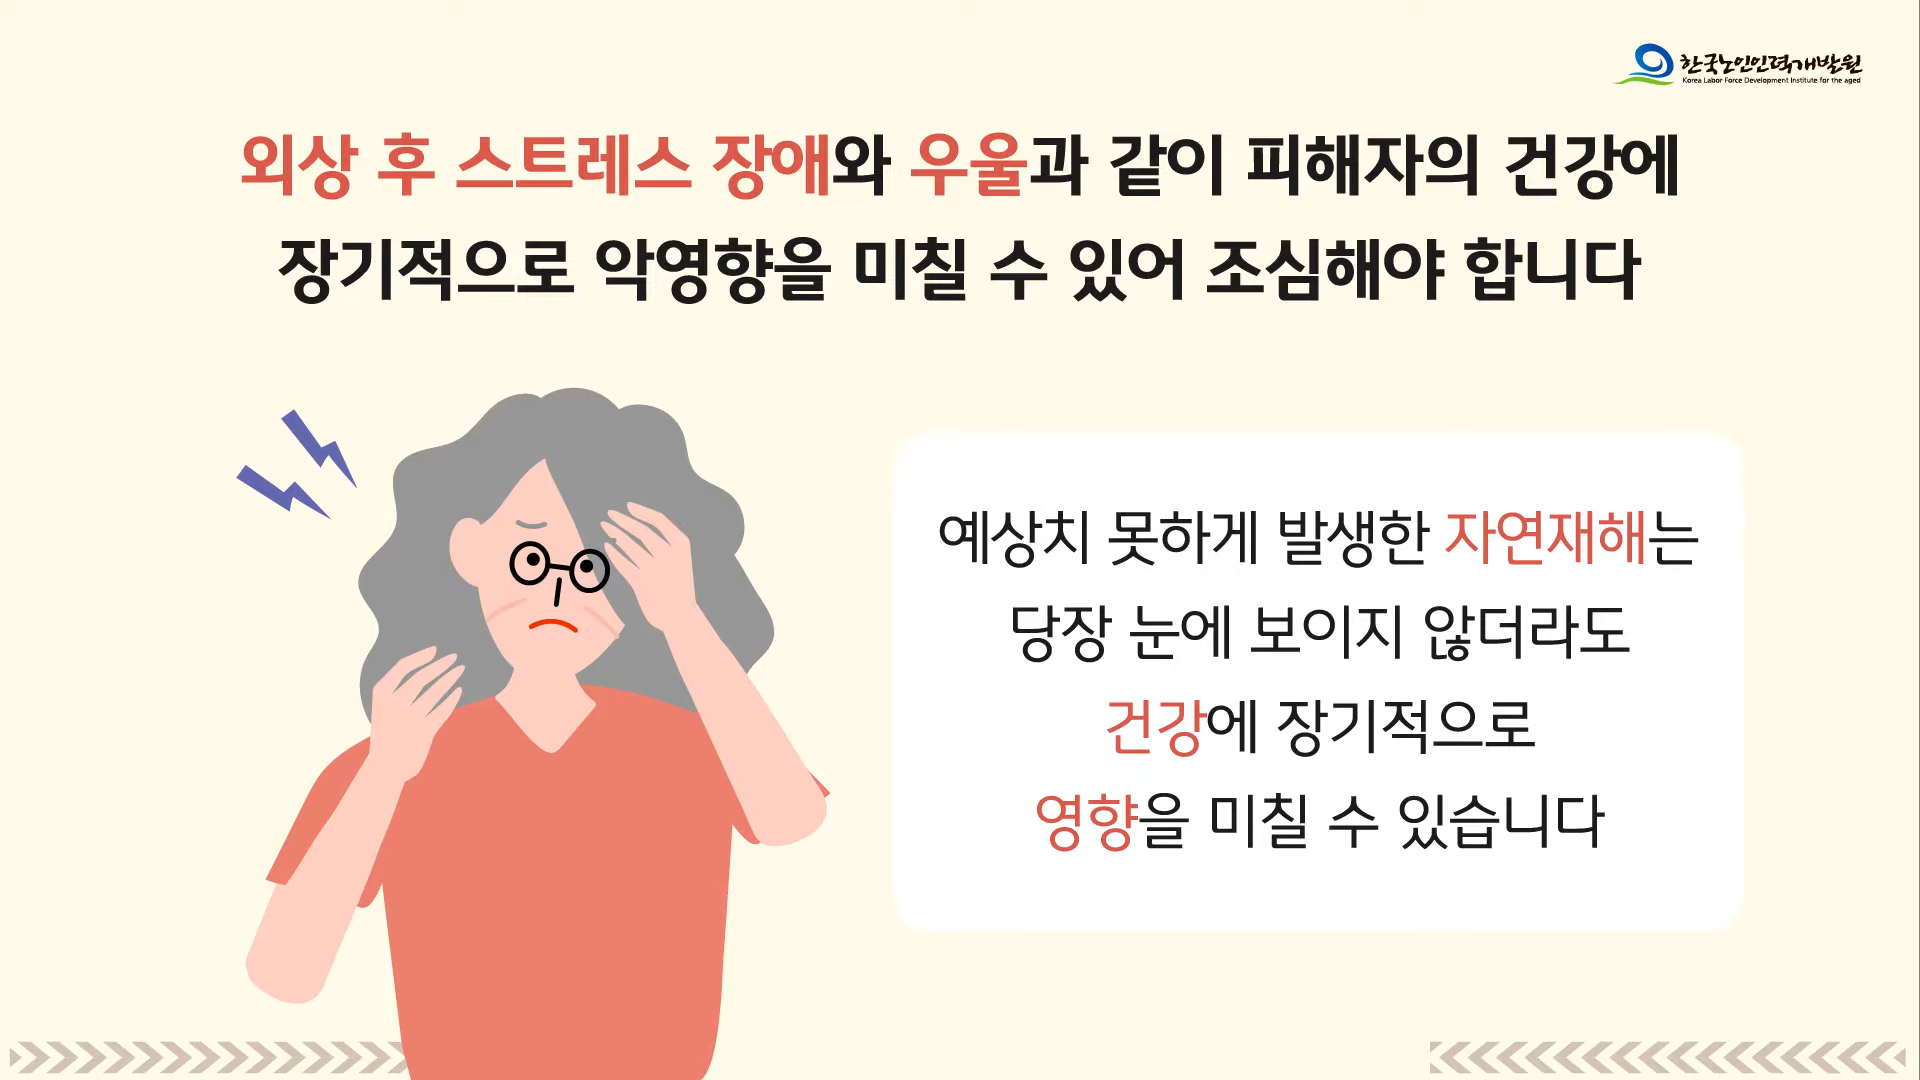 한국노인인력개발원
Korea Labor Force Development Institute for the aged
외상 후 스트레스 장애와 우울과 같이 피해자의 건강에
장기적으로 악영향을 미칠 수 있어 조심해야 합니다
예상치 못하게 발생한 자연재해는
당장 눈에 보이지 않더라도
건강에 장기적으로
영향을 미칠 수 있습니다